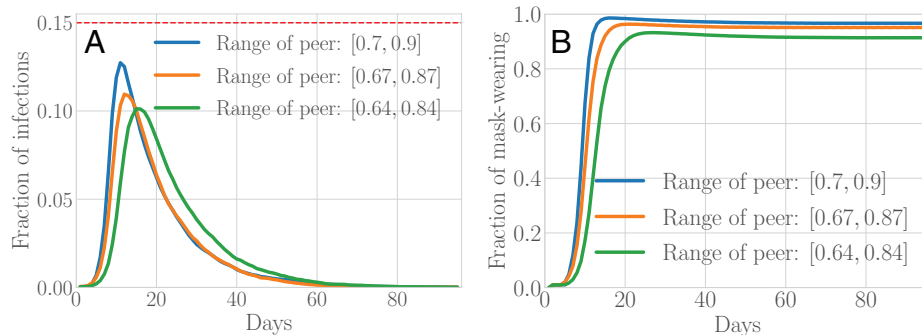 0.15
0.10
0.05
0.00
Fraction of infections
A
Range of peer: [0.7, 0.9]
Range of peer: [0.67, 0.87]
Range of peer: [0.64, 0.84]
0 20 40 60 80
Days
1.0
0.8
0.6
0.4
0.2
0.0
Fraction of mask-wearing
B
Range of peer: [0.7, 0.9]
Range of peer: [0.67, 0.87]
Range of peer: [0.64, 0.84]
0 20 40 60 80
Days